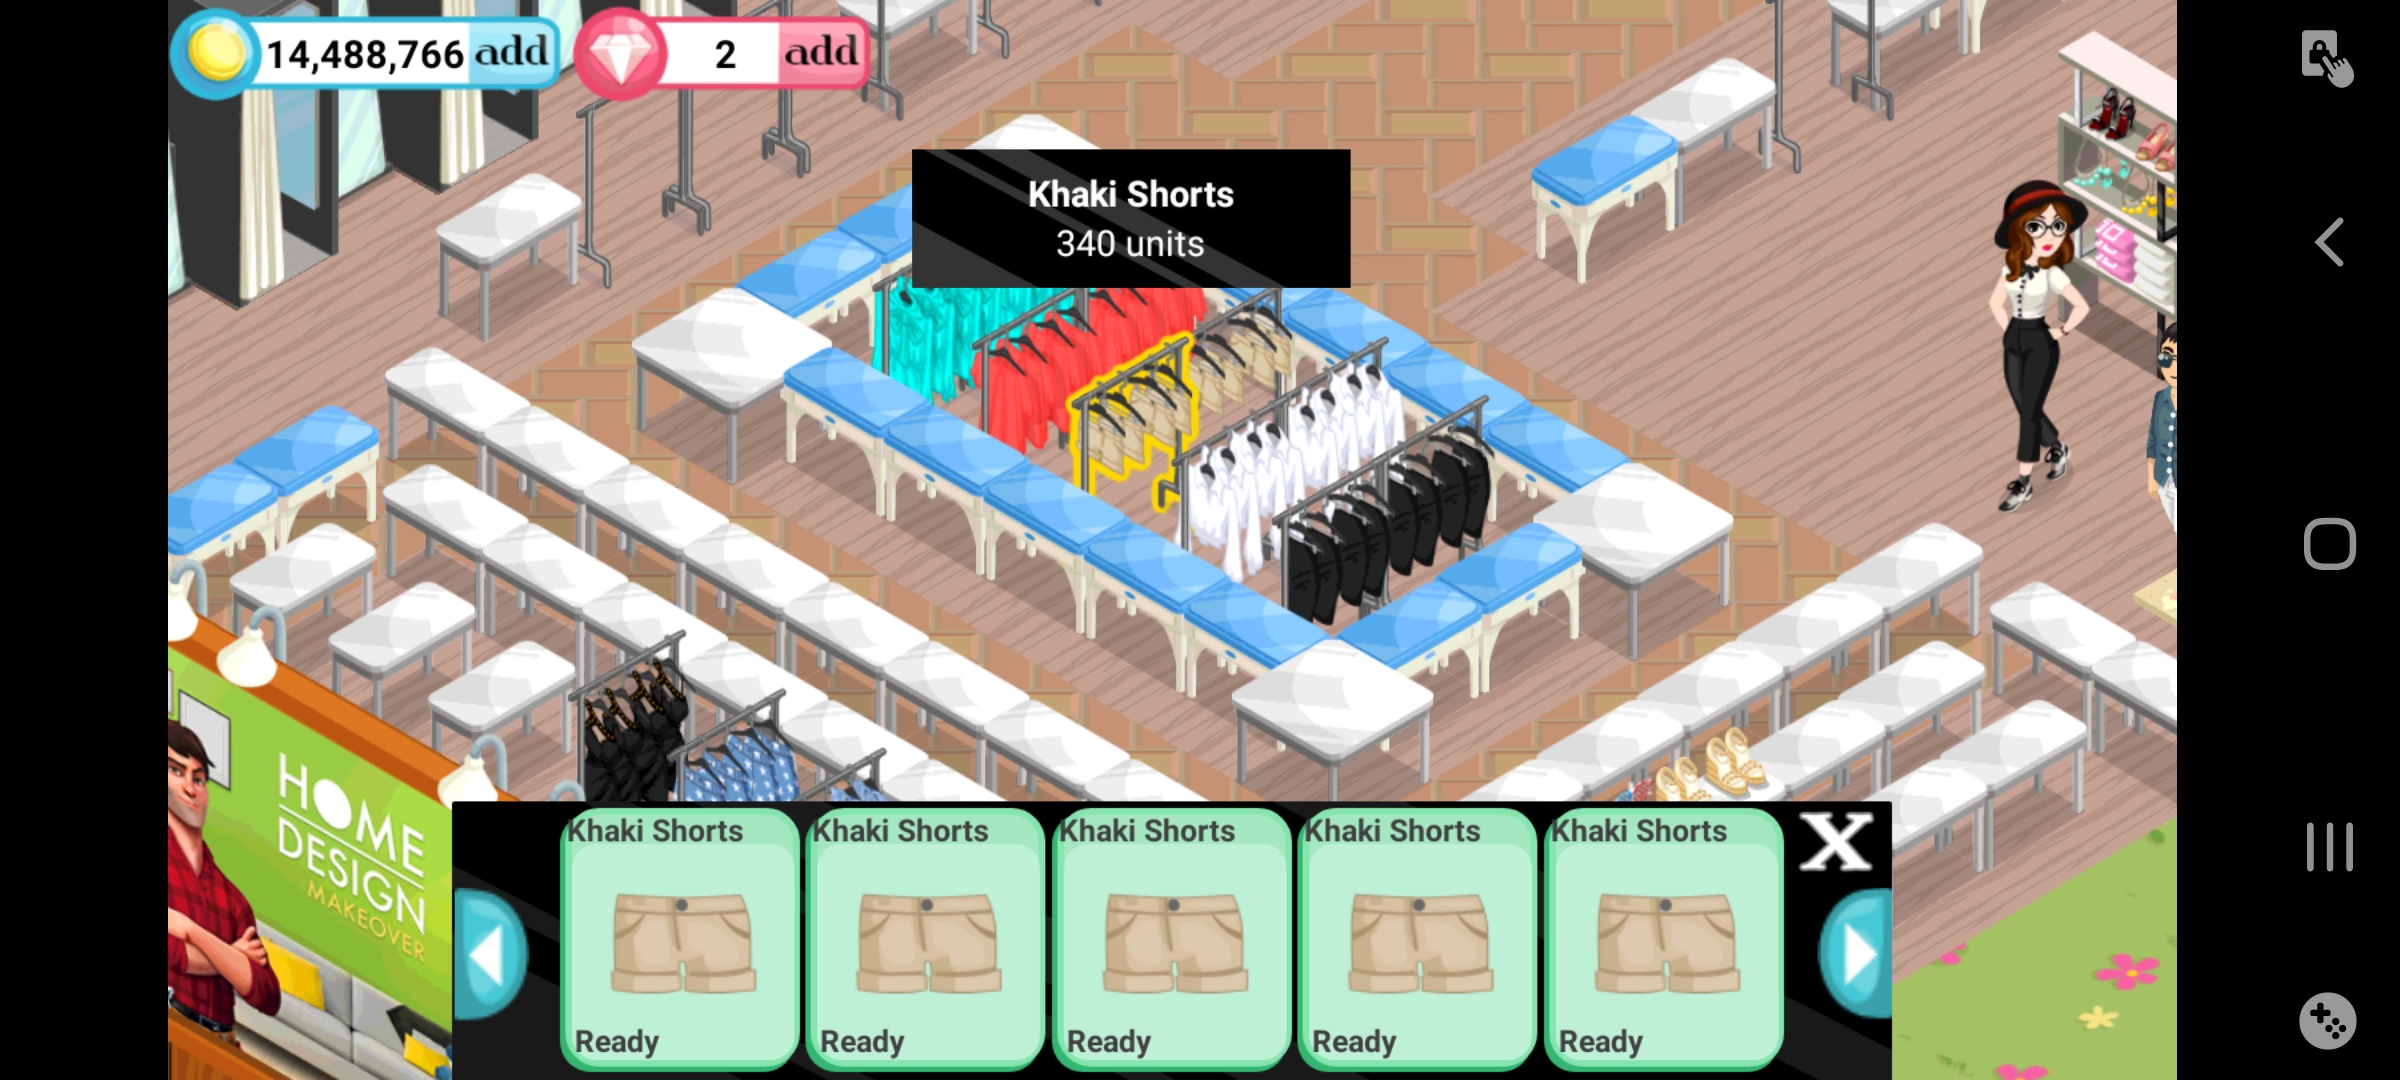 14,488,766 add
2 add
Khaki Shorts
340 units
HOME
DESIGN
MAKEOVER
Khaki Shorts
Ready
Khaki Shorts
Ready
Khaki Shorts
Ready
Khaki Shorts
Ready
Khaki Shorts
Ready
X